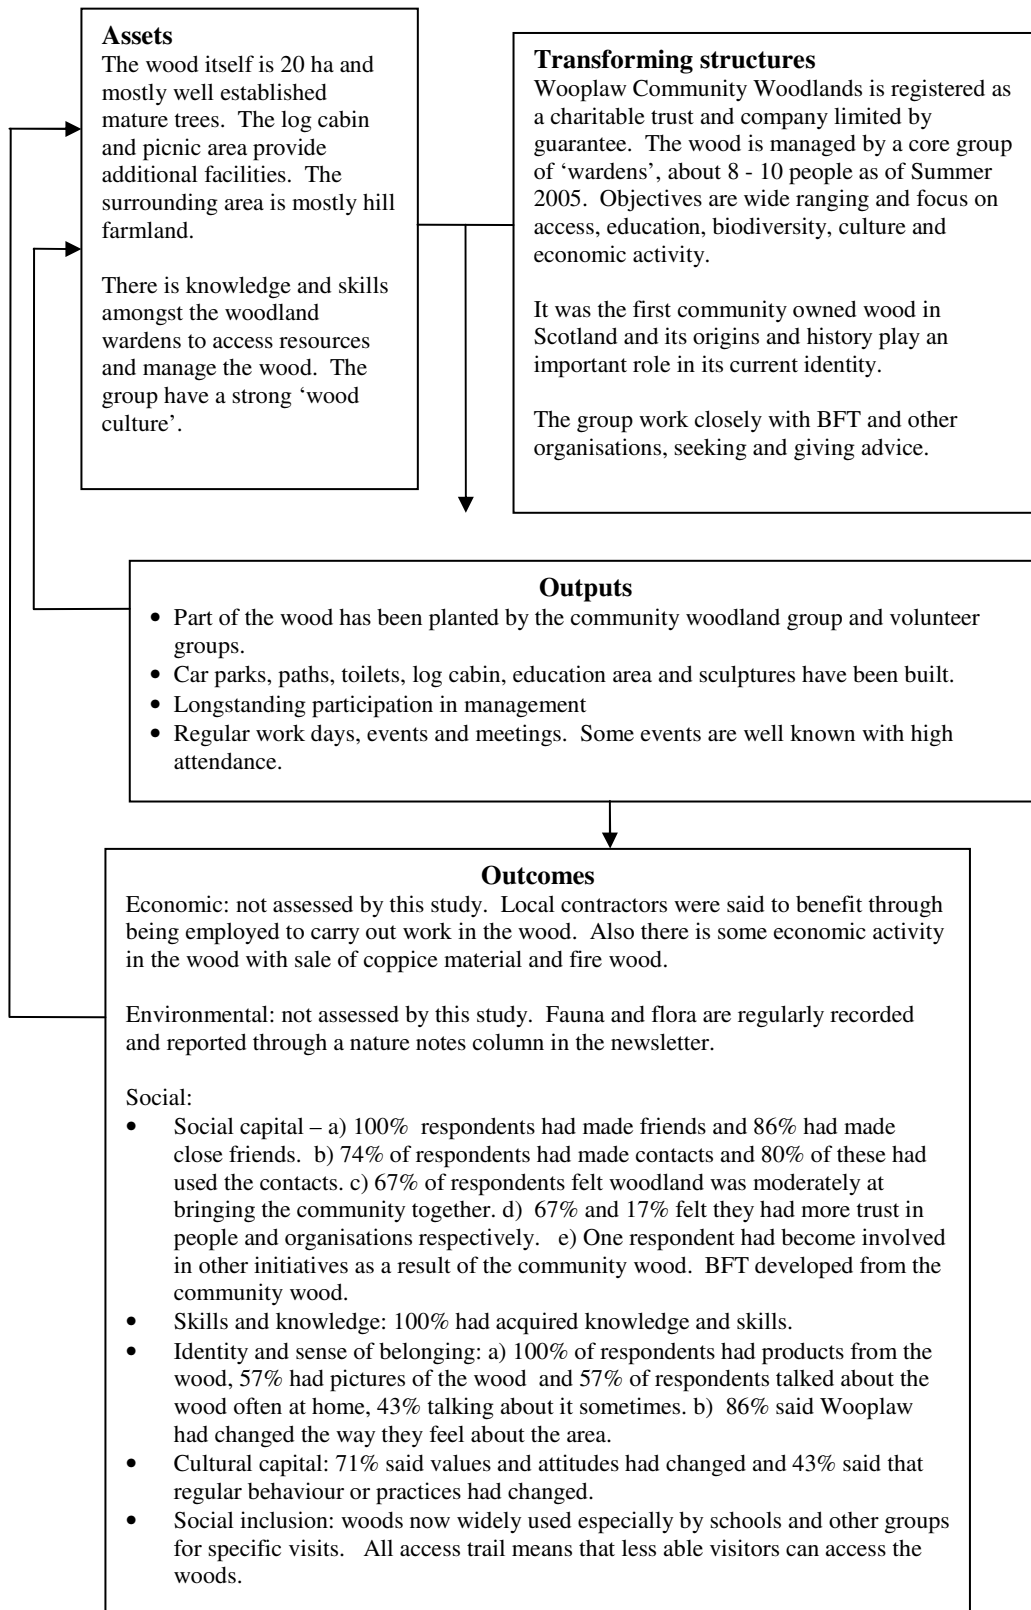 Assets
The wood itself is 20 ha and
mostly well established
mature trees. The log cabin
and picnic area provide
additional facilities. The
surrounding area is mostly hill
farmland.
There is knowledge and skills
amongst the woodland
wardens to access resources
and manage the wood. The
group have a strong ‘wood
culture’.
Transforming structures
Wooplaw Community Woodlands is registered as
a charitable trust and company limited by
guarantee. The wood is managed by a core group
of ‘wardens’, about 8 - 10 people as of Summer
2005. Objectives are wide ranging and focus on
access, education, biodiversity, culture and
economic activity.
It was the first community owned wood in
Scotland and its origins and history play an
important role in its current identity.
The group work closely with BFT and other
organisations, seeking and giving advice.
Outputs
• Part of the wood has been planted by the community woodland group and volunteer
groups.
• Car parks, paths, toilets, log cabin, education area and sculptures have been built.
• Longstanding participation in management
• Regular work days, events and meetings. Some events are well known with high
attendance.
Outcomes
Economic: not assessed by this study. Local contractors were said to benefit through
being employed to carry out work in the wood. Also there is some economic activity
in the wood with sale of coppice material and fire wood.
Environmental: not assessed by this study. Fauna and flora are regularly recorded
and reported through a nature notes column in the newsletter.
Social:
• Social capital – a) 100% respondents had made friends and 86% had made
close friends. b) 74% of respondents had made contacts and 80% of these had
used the contacts. c) 67% of respondents felt woodland was moderately at
bringing the community together. d) 67% and 17% felt they had more trust in
people and organisations respectively. e) One respondent had become involved
in other initiatives as a result of the community wood. BFT developed from the
community wood.
• Skills and knowledge: 100% had acquired knowledge and skills.
• Identity and sense of belonging: a) 100% of respondents had products from the
wood, 57% had pictures of the wood and 57% of respondents talked about the
wood often at home, 43% talking about it sometimes. b) 86% said Wooplaw
had changed the way they feel about the area.
• Cultural capital: 71% said values and attitudes had changed and 43% said that
regular behaviour or practices had changed.
• Social inclusion: woods now widely used especially by schools and other groups
for specific visits. All access trail means that less able visitors can access the
woods.